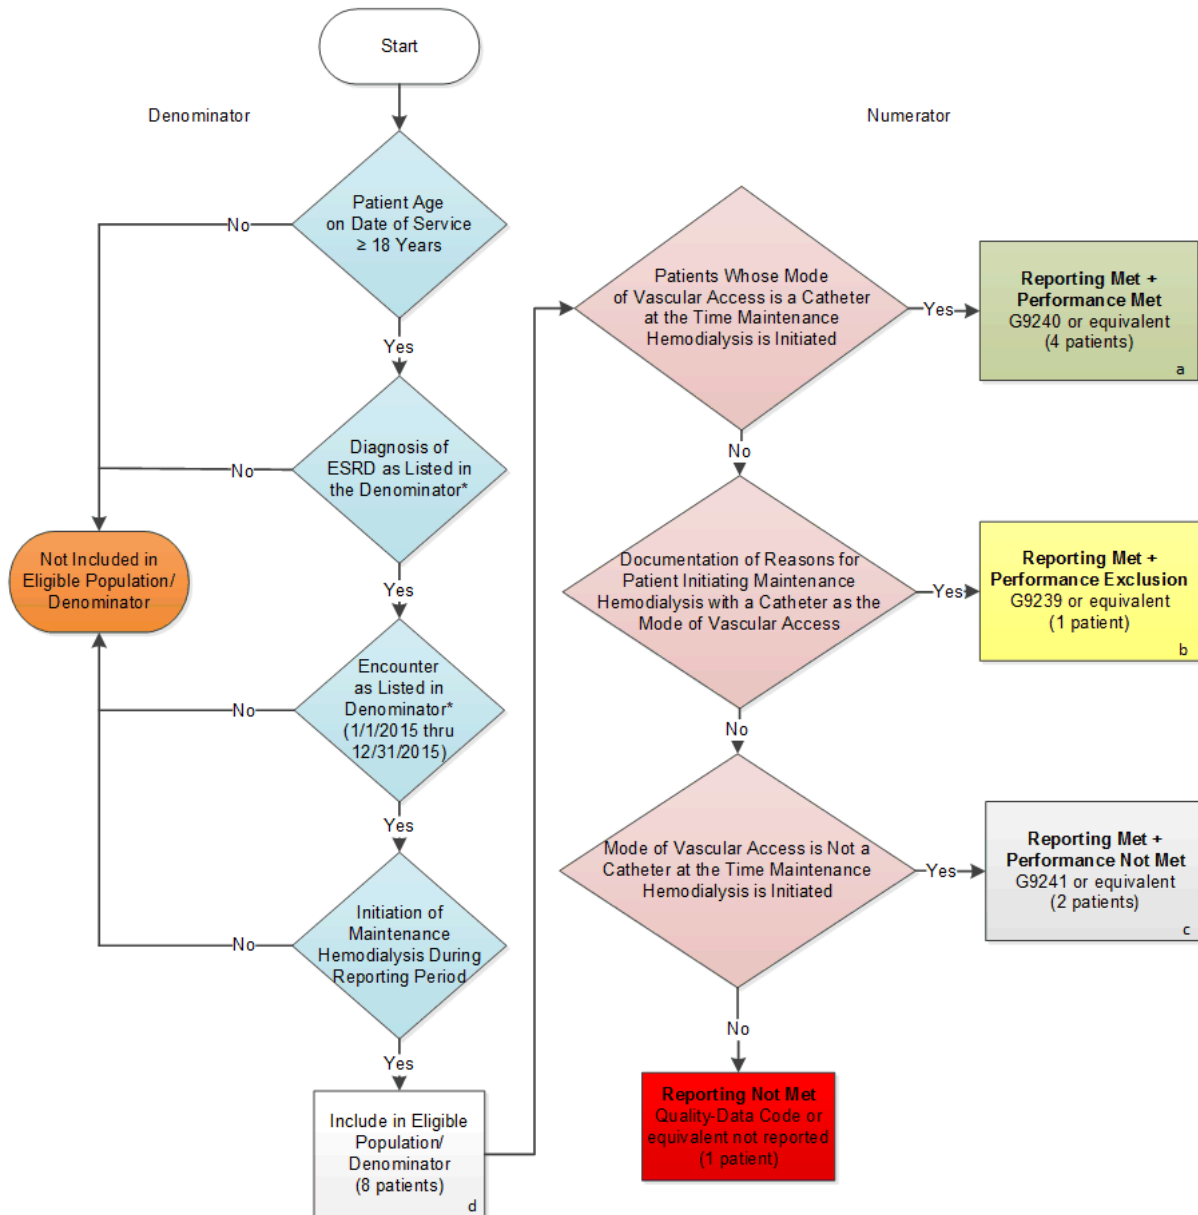 Start
Denominator
Numerator
Patient Age
on Date of Service
≥ 18 Years
No
Yes
Diagnosis of
ESRD as Listed in
the Denominator*
No
Yes
Not Included in
Eligible Population/
Denominator
Encounter
as Listed in
Denominator*
(1/1/2015 thru
12/31/2015)
No
Yes
Initiation of
Maintenance
Hemodialysis During
Reporting Period
No
Yes
Include in Eligible
Population/
Denominator
(8 patients)
d
Patients Whose Mode
of Vascular Access is a Catheter
at the Time Maintenance
Hemodialysis is Initiated
Yes
Reporting Met +
Performance Met
G9240 or equivalent
(4 patients)
a
No
Documentation of Reasons for
Patient Initiating Maintenance
Hemodialysis with a Catheter as the
Mode of Vascular Access
Yes
Reporting Met +
Performance Exclusion
G9239 or equivalent
(1 patient)
b
No
Mode of Vascular Access is Not a
Catheter at the Time Maintenance
Hemodialysis is Initiated
Yes
Reporting Met +
Performance Not Met
G9241 or equivalent
(2 patients)
c
No
Reporting Not Met
Quality-Data Code or
equivalent not reported
(1 patient)